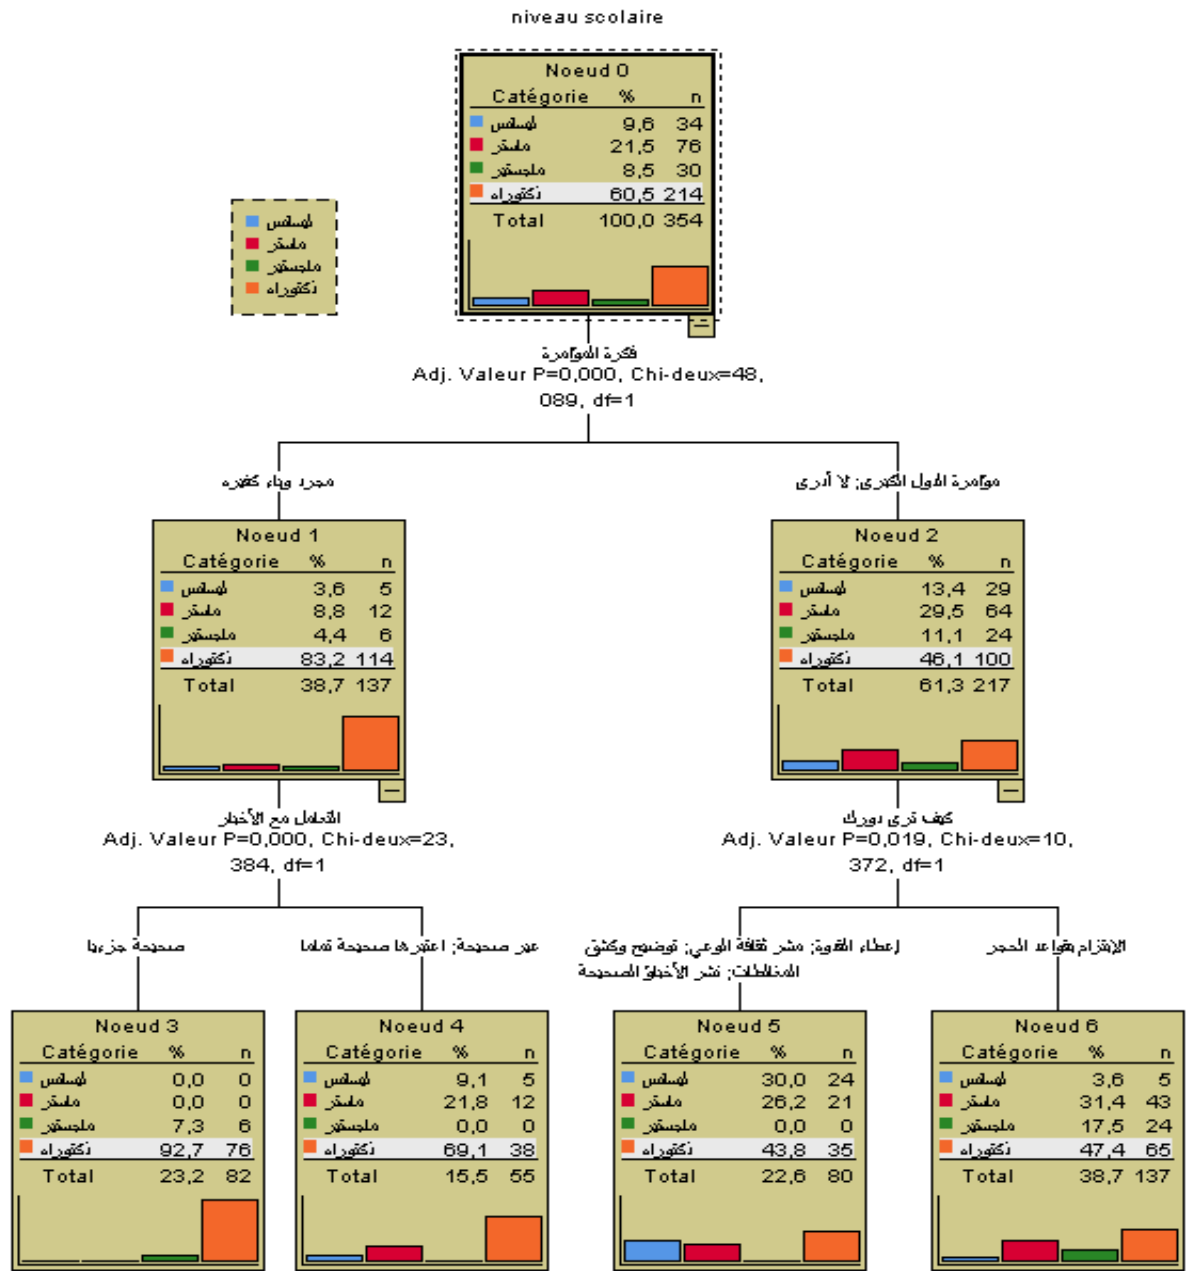 niveau scolaire
Noeud 0
Catégorie % n
ليسانس 9,6 34
ماستر 21,5 76
ماجستير 8,5 30
دكتوراه 60,5 214
Total 100,0 354
ليسانس
ماستر
ماجستير
دكتوراه
فكرة المؤامرة
Adj. Valeur P=0,000, Chi-deux=48,
089, df=1
مجرد وباء كغيره
مؤامرة الدول الكبرى; لا أدري
Noeud 1
Catégorie % n
ليسانس 3,6 5
ماستر 8,8 12
ماجستير 4,4 6
دكتوراه 83,2 114
Total 38,7 137
Noeud 2
Catégorie % n
ليسانس 13,4 29
ماستر 29,5 64
ماجستير 11,1 24
دكتوراه 46,1 100
Total 61,3 217
التعامل مع الأخبار
Adj. Valeur P=0,000, Chi-deux=23,
384, df=1
كيف ترى دورك
Adj. Valeur P=0,019, Chi-deux=10,
372, df=1
صحيحة جزءيا
غير صحيحة; اعتبرها صحيحة تماما
إعطاء القدوة; نشر ثقافة الوعي; توضيح وكشف
المغالطات; نشر الأخبار الصحيحة
الإلتزام بقواعد الحجر
Noeud 3
Catégorie % n
ليسانس 0,0 0
ماستر 0,0 0
ماجستير 7,3 6
دكتوراه 92,7 76
Total 23,2 82
Noeud 4
Catégorie % n
ليسانس 9,1 5
ماستر 21,8 12
ماجستير 0,0 0
دكتوراه 69,1 38
Total 15,5 55
Noeud 5
Catégorie % n
ليسانس 30,0 24
ماستر 26,2 21
ماجستير 0,0 0
دكتوراه 43,8 35
Total 22,6 80
Noeud 6
Catégorie % n
ليسانس 3,6 5
ماستر 31,4 43
ماجستير 17,5 24
دكتوراه 47,4 65
Total 38,7 137